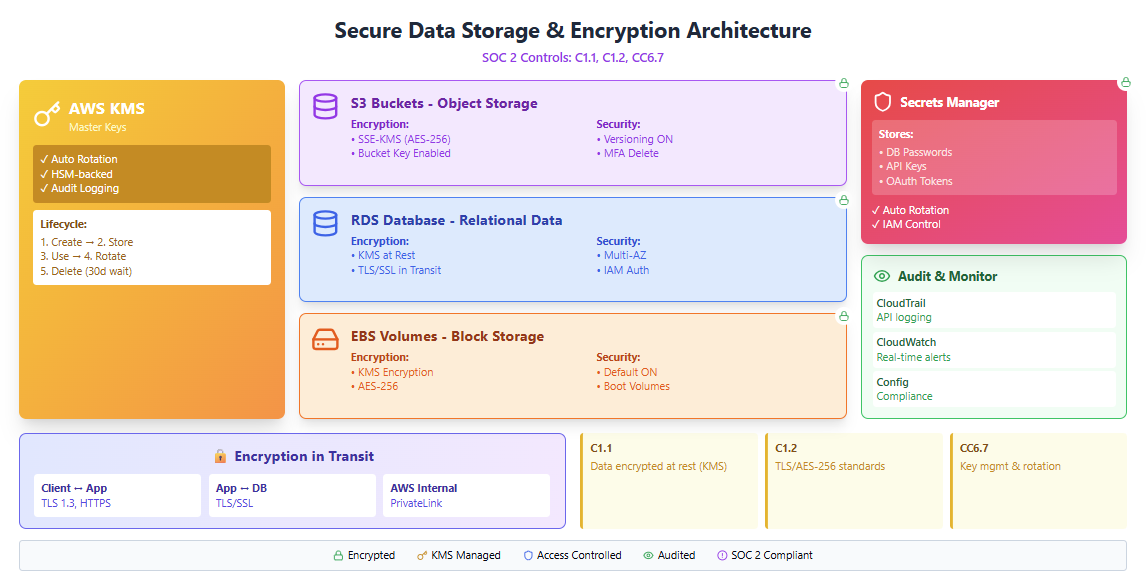 Secure Data Storage & Encryption Architecture
SOC 2 Controls: C1.1, C1.2, CC6.7
AWS KMS
Master Keys
✓ Auto Rotation
✓ HSM-backed
✓ Audit Logging
Lifecycle:
1. Create → 2. Store
3. Use → 4. Rotate
5. Delete (30d wait)
S3 Buckets - Object Storage
Encryption:
• SSE-KMS (AES-256)
• Bucket Key Enabled
Security:
• Versioning ON
• MFA Delete
RDS Database - Relational Data
Encryption:
• KMS at Rest
• TLS/SSL in Transit
Security:
• Multi-AZ
• IAM Auth
EBS Volumes - Block Storage
Encryption:
• KMS Encryption
• AES-256
Security:
• Default ON
• Boot Volumes
Secrets Manager
Stores:
• DB Passwords
• API Keys
• OAuth Tokens
✓ Auto Rotation
✓ IAM Control
Audit & Monitor
CloudTrail
API logging
CloudWatch
Real-time alerts
Config
Compliance
🔒 Encryption in Transit
Client ↔ App
TLS 1.3, HTTPS
App ↔ DB
TLS/SSL
AWS Internal
PrivateLink
C1.1
Data encrypted at rest (KMS)
C1.2
TLS/AES-256 standards
CC6.7
Key mgmt & rotation
Encrypted
KMS Managed
Access Controlled
Audited
SOC 2 Compliant